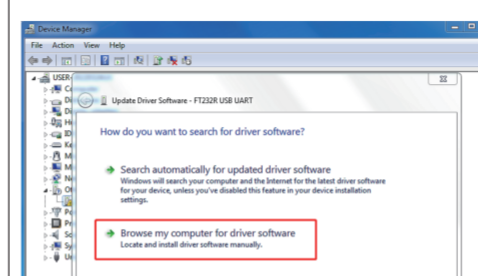 Device Manager
File Action View Help
USER-
Update Driver Software - FT232R USB UART
How do you want to search for driver software?
Search automatically for updated driver software
Windows will search your computer and the Internet for the latest driver software
for your device, unless you've disabled this feature in your device installation
settings.
Browse my computer for driver software
Locate and install driver software manually.